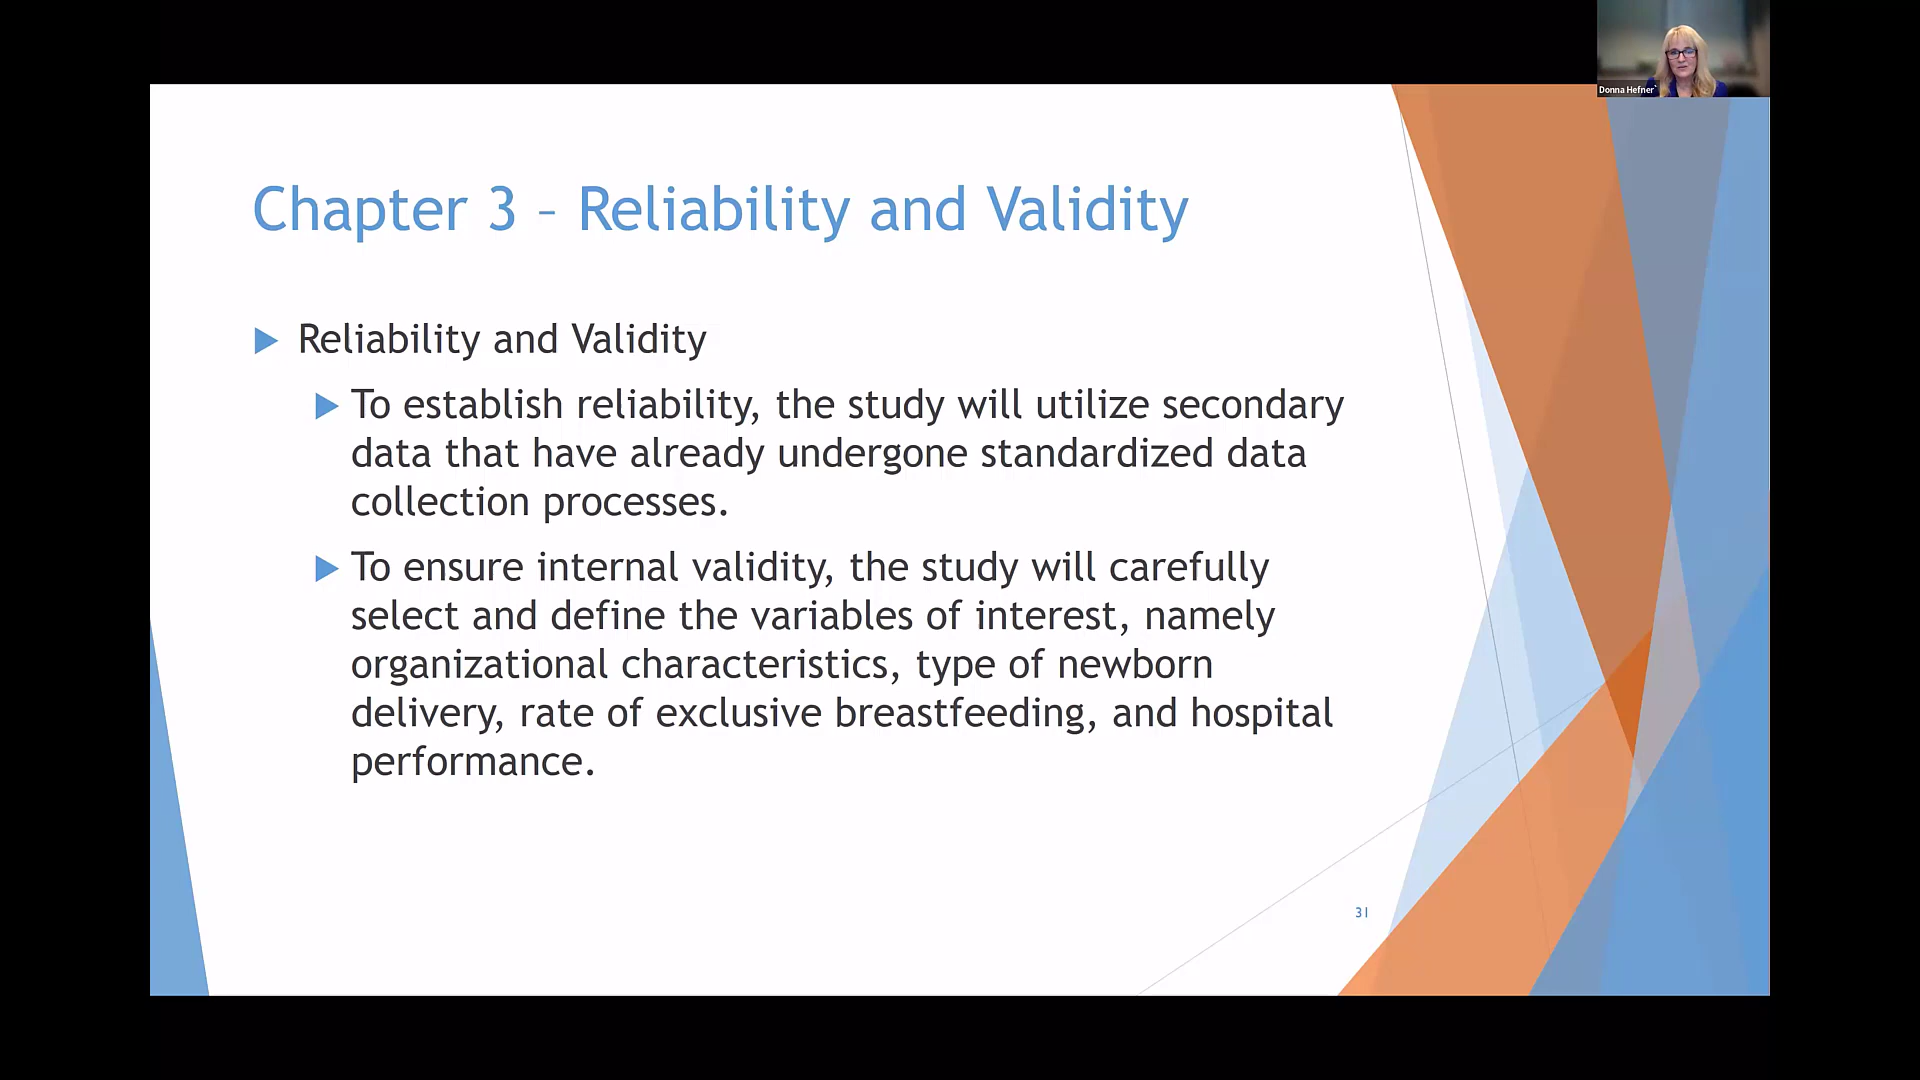 Donna Hefner`
Chapter 3 – Reliability and Validity
Reliability and Validity
To establish reliability, the study will utilize secondary
data that have already undergone standardized data
collection processes.
To ensure internal validity, the study will carefully
select and define the variables of interest, namely
organizational characteristics, type of newborn
delivery, rate of exclusive breastfeeding, and hospital
performance.
31